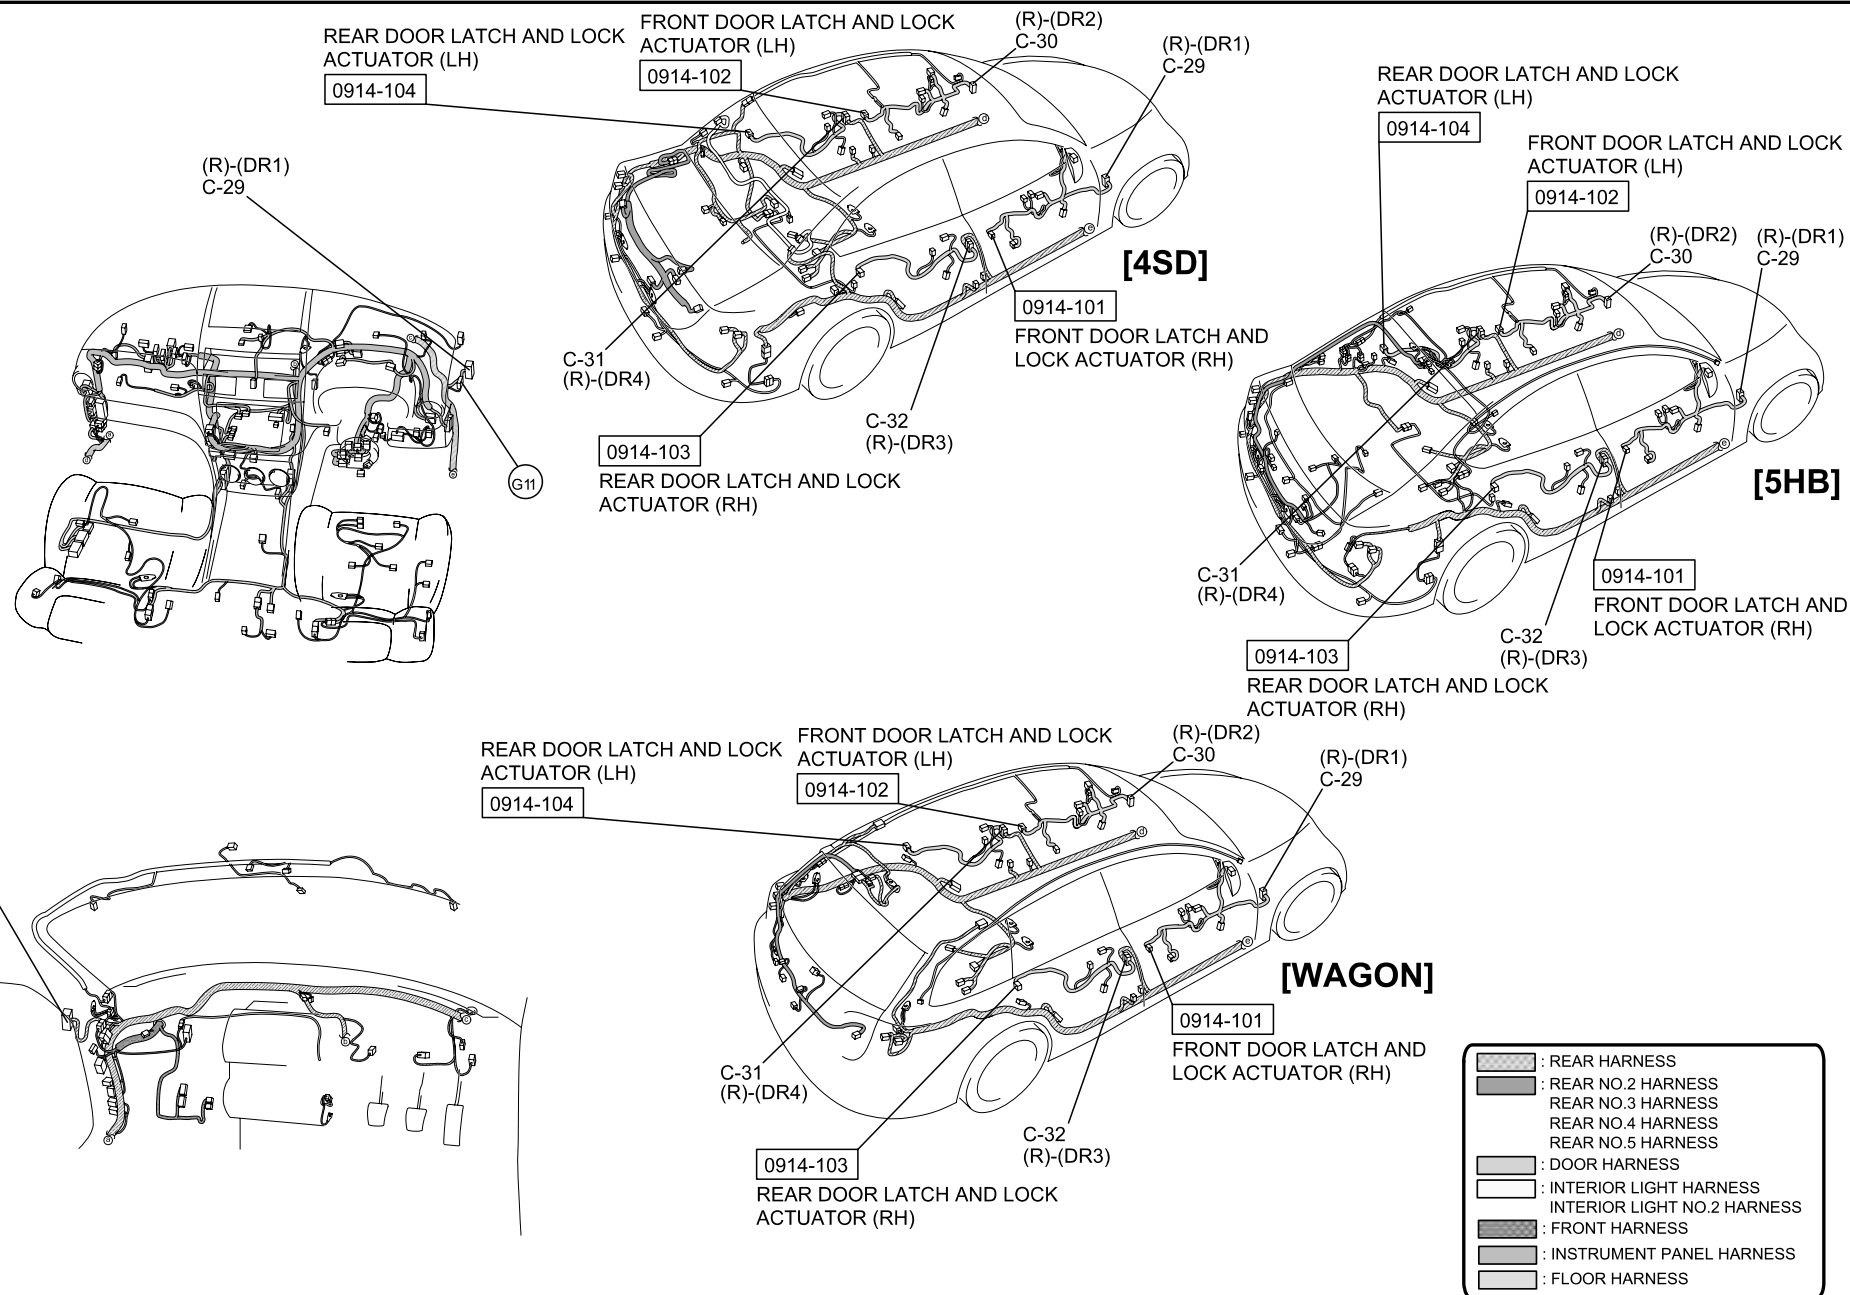 REAR DOOR LATCH AND LOCK
ACTUATOR (LH)
0914-104
FRONT DOOR LATCH AND LOCK
ACTUATOR (LH)
0914-102
(R)-(DR2)
C-30
(R)-(DR1)
C-29
(R)-(DR1)
C-29
G11
[4SD]
0914-101
FRONT DOOR LATCH AND
LOCK ACTUATOR (RH)
C-31
(R)-(DR4)
C-32
(R)-(DR3)
0914-103
REAR DOOR LATCH AND LOCK
ACTUATOR (RH)
REAR DOOR LATCH AND LOCK
ACTUATOR (LH)
0914-104
FRONT DOOR LATCH AND LOCK
ACTUATOR (LH)
0914-102
(R)-(DR2)
C-30
(R)-(DR1)
C-29
[5HB]
C-31
(R)-(DR4)
0914-101
FRONT DOOR LATCH AND
LOCK ACTUATOR (RH)
C-32
(R)-(DR3)
0914-103
REAR DOOR LATCH AND LOCK
ACTUATOR (RH)
REAR DOOR LATCH AND LOCK
ACTUATOR (LH)
0914-104
FRONT DOOR LATCH AND LOCK
ACTUATOR (LH)
0914-102
(R)-(DR2)
C-30
(R)-(DR1)
C-29
[WAGON]
0914-101
FRONT DOOR LATCH AND
LOCK ACTUATOR (RH)
C-31
(R)-(DR4)
C-32
(R)-(DR3)
0914-103
REAR DOOR LATCH AND LOCK
ACTUATOR (RH)
: REAR HARNESS
: REAR NO.2 HARNESS
REAR NO.3 HARNESS
REAR NO.4 HARNESS
REAR NO.5 HARNESS
: DOOR HARNESS
: INTERIOR LIGHT HARNESS
INTERIOR LIGHT NO.2 HARNESS
: FRONT HARNESS
: INSTRUMENT PANEL HARNESS
: FLOOR HARNESS